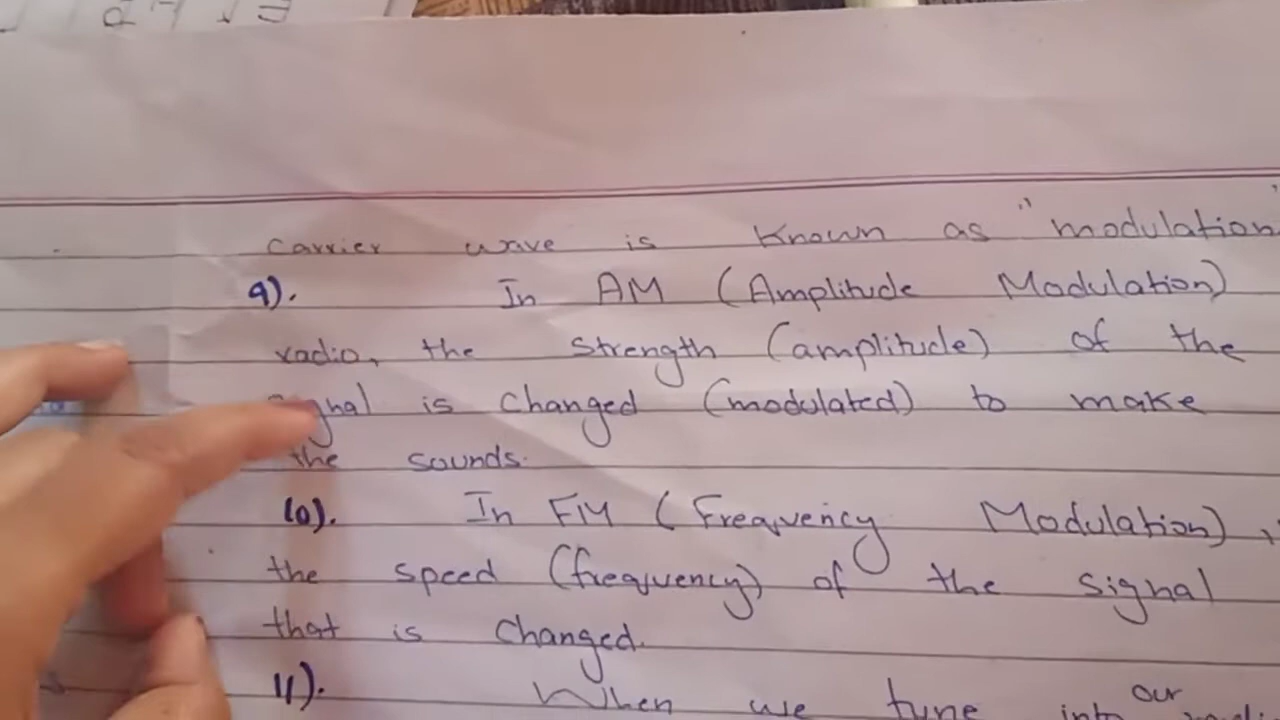 carrier wave is known as "modulation"
9). In AM (Amplitude Modulation)
radio, the strength (amplitude) of the
signal is changed (modulated) to make
the sounds.
10). In FM (Frequency Modulation),
the speed (frequency) of the signal
that is changed.
11). When we tune into our